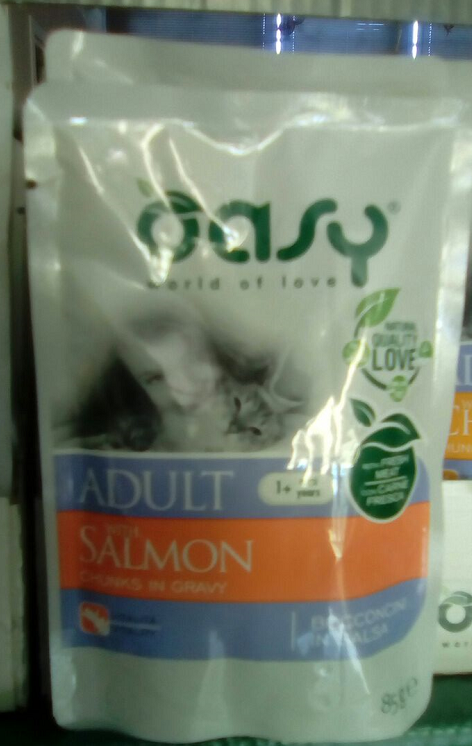 oasy®
world of love
NATURAL
QUALITY
LOVE
WITH FRESH
MEAT
CON CARNE
FRESCA
ADULT
1+ years
WITH
SALMON
CHUNKS IN GRAVY
BOCCONCINI
IN SALSA
85g℮